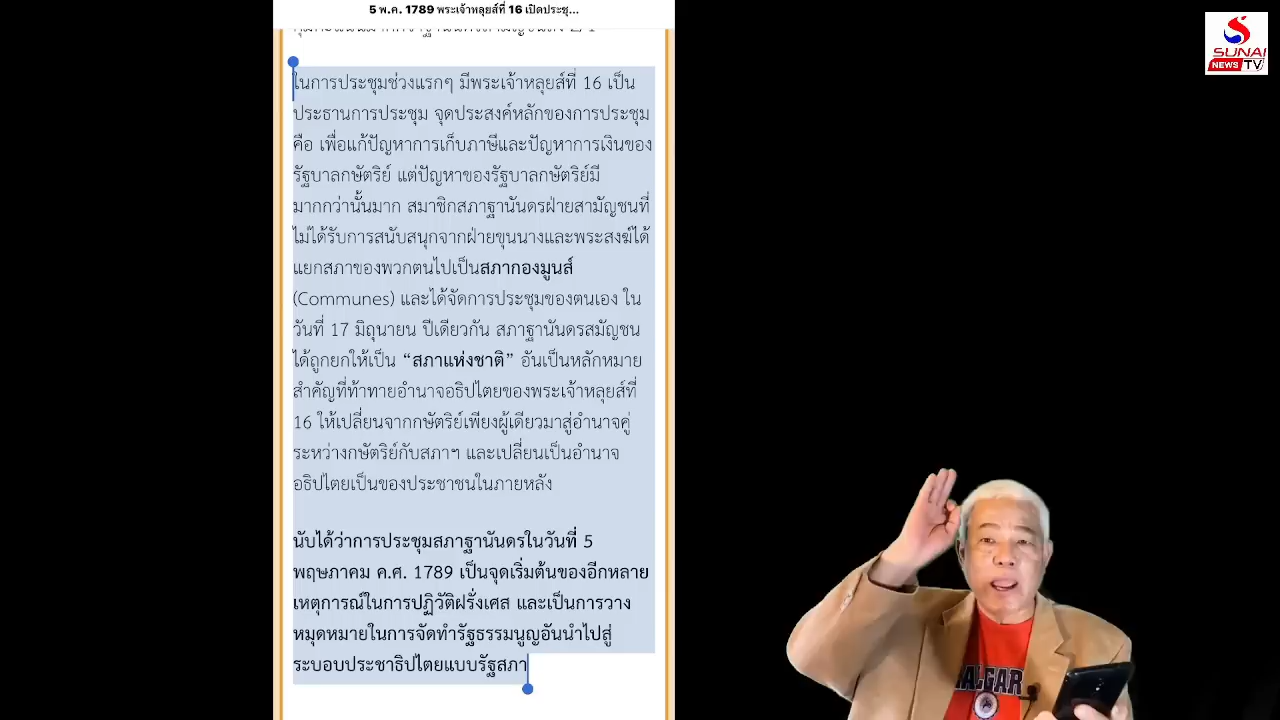 5 พ.ค. 1789 พระเจ้าหลุยส์ที่ 16 เปิดประชุ...
SUNAI
NEWS TV
ในการประชุมช่วงแรกๆ มีพระเจ้าหลุยส์ที่ 16 เป็น
ประธานการประชุม จุดประสงค์หลักของการประชุม
คือ เพื่อแก้ปัญหาการเก็บภาษีและปัญหาการเงินของ
รัฐบาลกษัตริย์ แต่ปัญหาของรัฐบาลกษัตริย์มี
มากกว่านั้นมาก สมาชิกสภาฐานันดรฝ่ายสามัญชนที่
ไม่ได้รับการสนับสนุกจากฝ่ายขุนนางและพระสงฆ์ได้
แยกสภาของพวกตนไปเป็นสภากองมูนส์
(Communes) และได้จัดการประชุมของตนเอง ใน
วันที่ 17 มิถุนายน ปีเดียวกัน สภาฐานันดรสมัญชน
ได้ถูกยกให้เป็น “สภาแห่งชาติ” อันเป็นหลักหมาย
สำคัญที่ท้าทายอำนาจอธิปไตยของพระเจ้าหลุยส์ที่
16 ให้เปลี่ยนจากกษัตริย์เพียงผู้เดียวมาสู่อำนาจคู่
ระหว่างกษัตริย์กับสภาฯ และเปลี่ยนเป็นอำนาจ
อธิปไตยเป็นของประชาชนในภายหลัง
นับได้ว่าการประชุมสภาฐานันดรในวันที่ 5
พฤษภาคม ค.ศ. 1789 เป็นจุดเริ่มต้นของอีกหลาย
เหตุการณ์ในการปฏิวัติฝรั่งเศส และเป็นการวาง
หมุดหมายในการจัดทำรัฐธรรมนูญอันนำไปสู่
ระบอบประชาธิปไตยแบบรัฐสภา
ALGAR